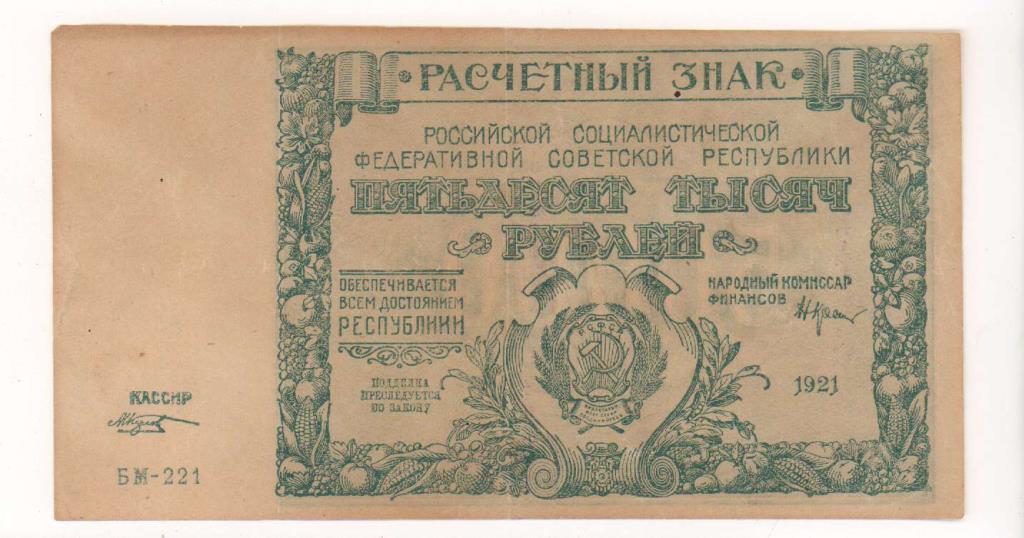 РАСЧЕТНЫЙ ЗНАК
РОССИЙСКОЙ СОЦИАЛИСТИЧЕСКОЙ
ФЕДЕРАТИВНОЙ СОВЕТСКОЙ РЕСПУБЛИКИ
ПЯТЬДЕСЯТ ТЫСЯЧ
РУБЛЕЙ
ОБЕСПЕЧИВАЕТСЯ
ВСЕМ ДОСТОЯНИЕМ
РЕСПУБЛИКИ
НАРОДНЫЙ КОМИССАР
ФИНАНСОВ
РСФСР
ПОДДЕЛКА
ПРЕСЛЕДУЕТСЯ
ПО ЗАКОНУ
1921
КАССИР
БМ-221